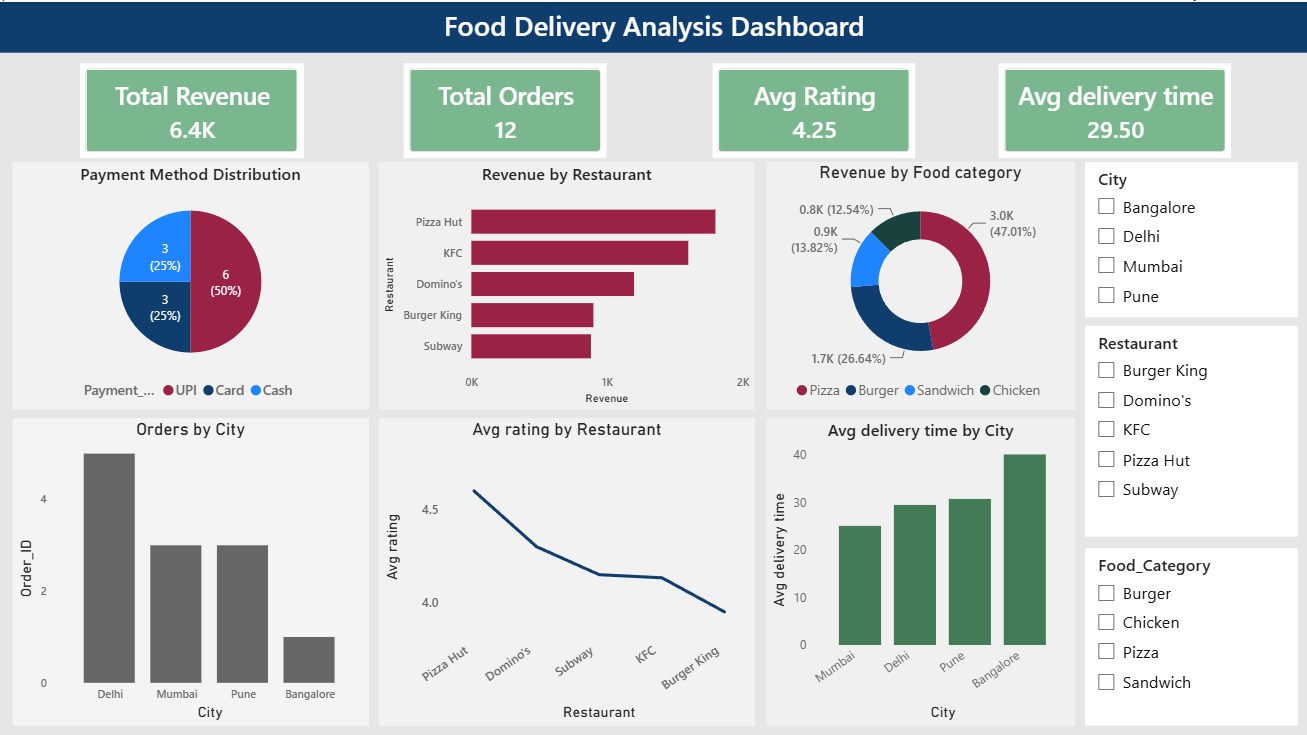 Food Delivery Analysis Dashboard
Total Revenue
6.4K
Total Orders
12
Avg Rating
4.25
Avg delivery time
29.50
Payment Method Distribution
3
(25%)
6
(50%)
3
(25%)
Payment_... UPI Card Cash
Revenue by Restaurant
Restaurant
Pizza Hut
KFC
Domino's
Burger King
Subway
0K 1K 2K
Revenue
Revenue by Food category
0.8K (12.54%)
3.0K
(47.01%)
0.9K
(13.82%)
1.7K (26.64%)
Pizza Burger Sandwich Chicken
City
Bangalore
Delhi
Mumbai
Pune
Restaurant
Burger King
Domino's
KFC
Pizza Hut
Subway
Food_Category
Burger
Chicken
Pizza
Sandwich
Orders by City
Order_ID
4
2
0
Delhi Mumbai Pune Bangalore
City
Avg rating by Restaurant
Avg rating
4.5
4.0
Pizza Hut Domino's Subway KFC Burger King
Restaurant
Avg delivery time by City
Avg delivery time
40
30
20
10
0
Mumbai Delhi Pune Bangalore
City